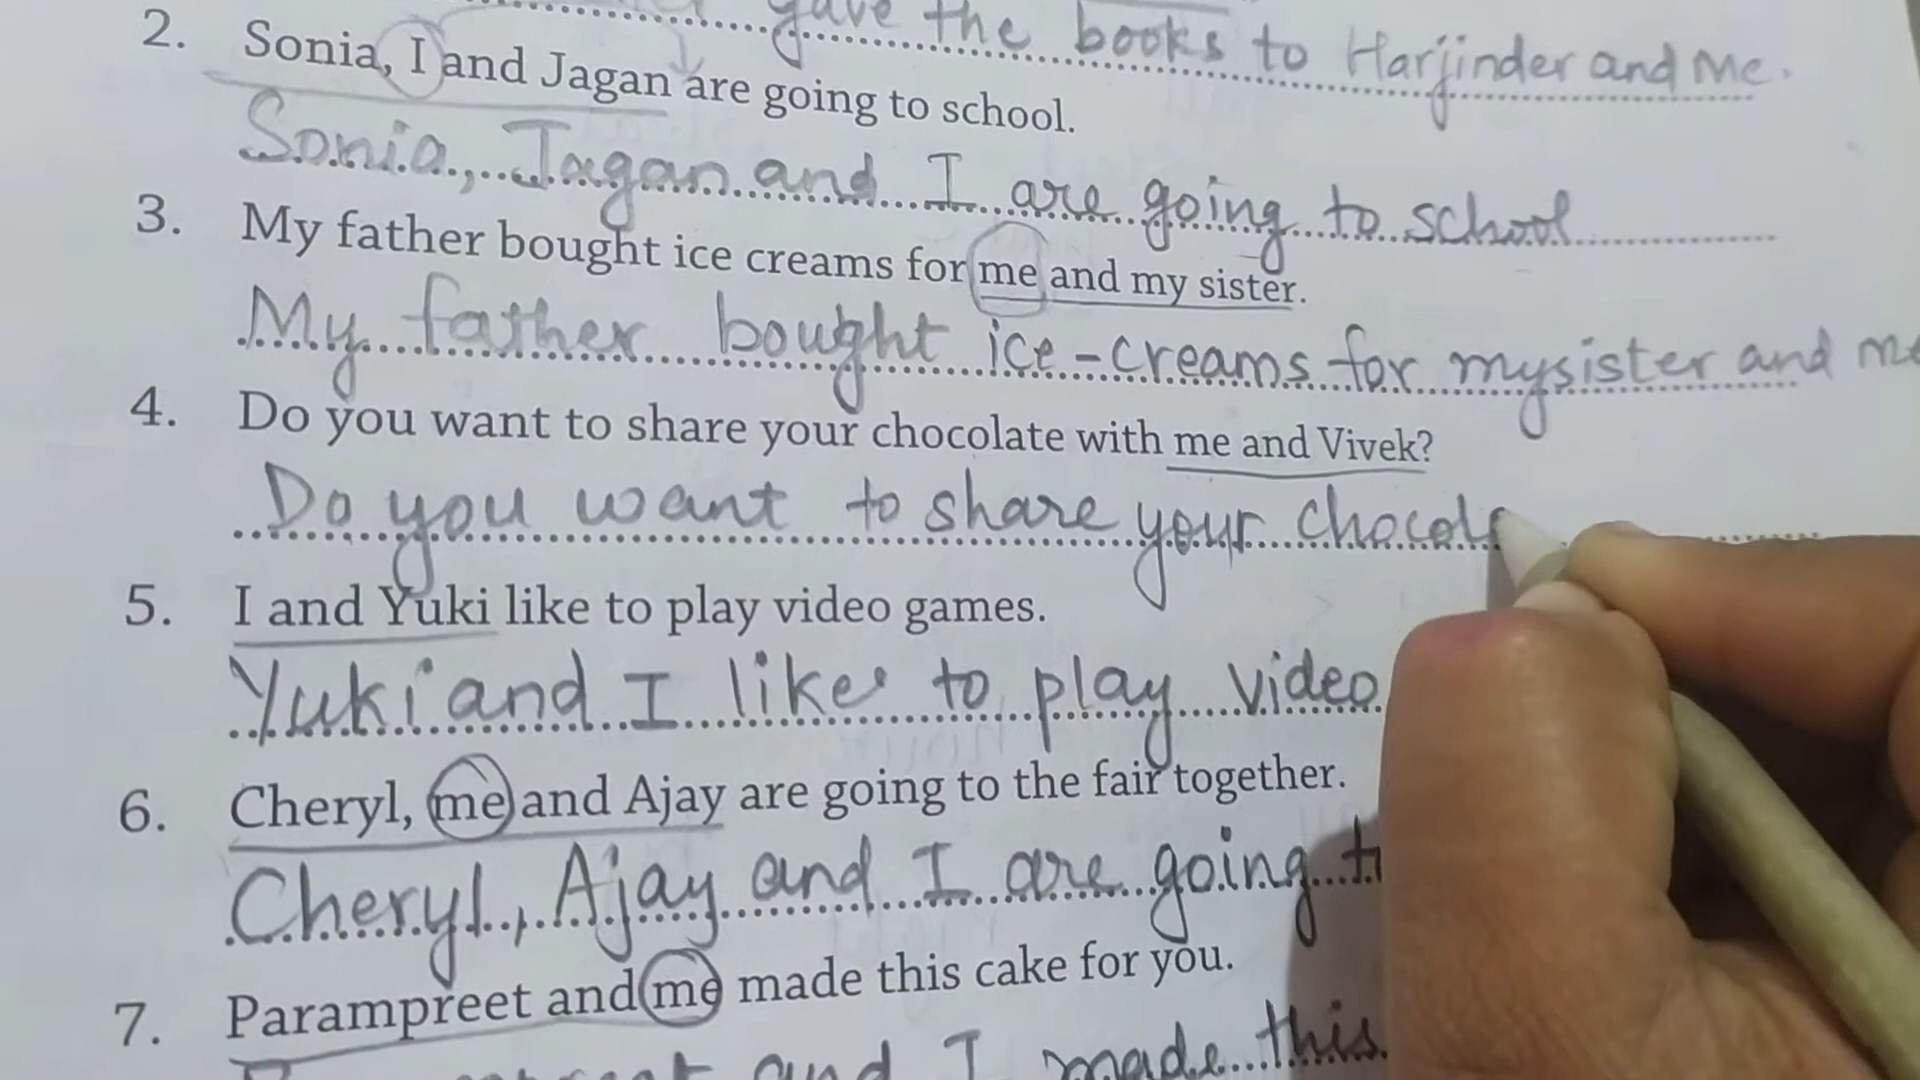 gave the books to Harjinder and me.
2. Sonia, I and Jagan are going to school.
Sonia, Jagan and I are going to school
3. My father bought ice creams for me and my sister.
My father bought ice-creams for my sister and me
4. Do you want to share your chocolate with me and Vivek?
Do you want to share your chocol
5. I and Yuki like to play video games.
Yuki and I like to play video
6. Cheryl, me and Ajay are going to the fair together.
Cheryl, Ajay and I are going t
7. Parampreet and me made this cake for you.
and I made this